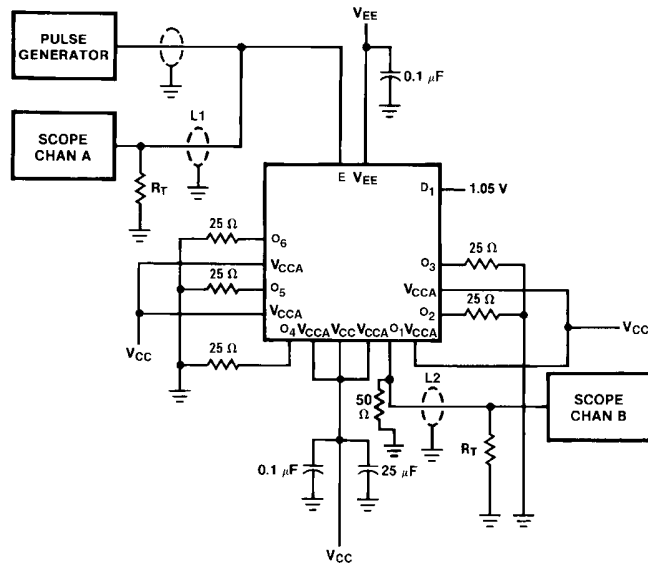 PULSE
GENERATOR
VEE
0.1 μF
L1
SCOPE
CHAN A
RT
E VEE
D1 1.05 V
25 Ω
O6
VCCA
25 Ω
O5
VCCA
25 Ω
O3
VCCA
25 Ω
O2
O4 VCCA VCC VCCA O1 VCCA
VCC
VCC
25 Ω
L2
50
Ω
SCOPE
CHAN B
RT
0.1 μF
25 μF
VCC